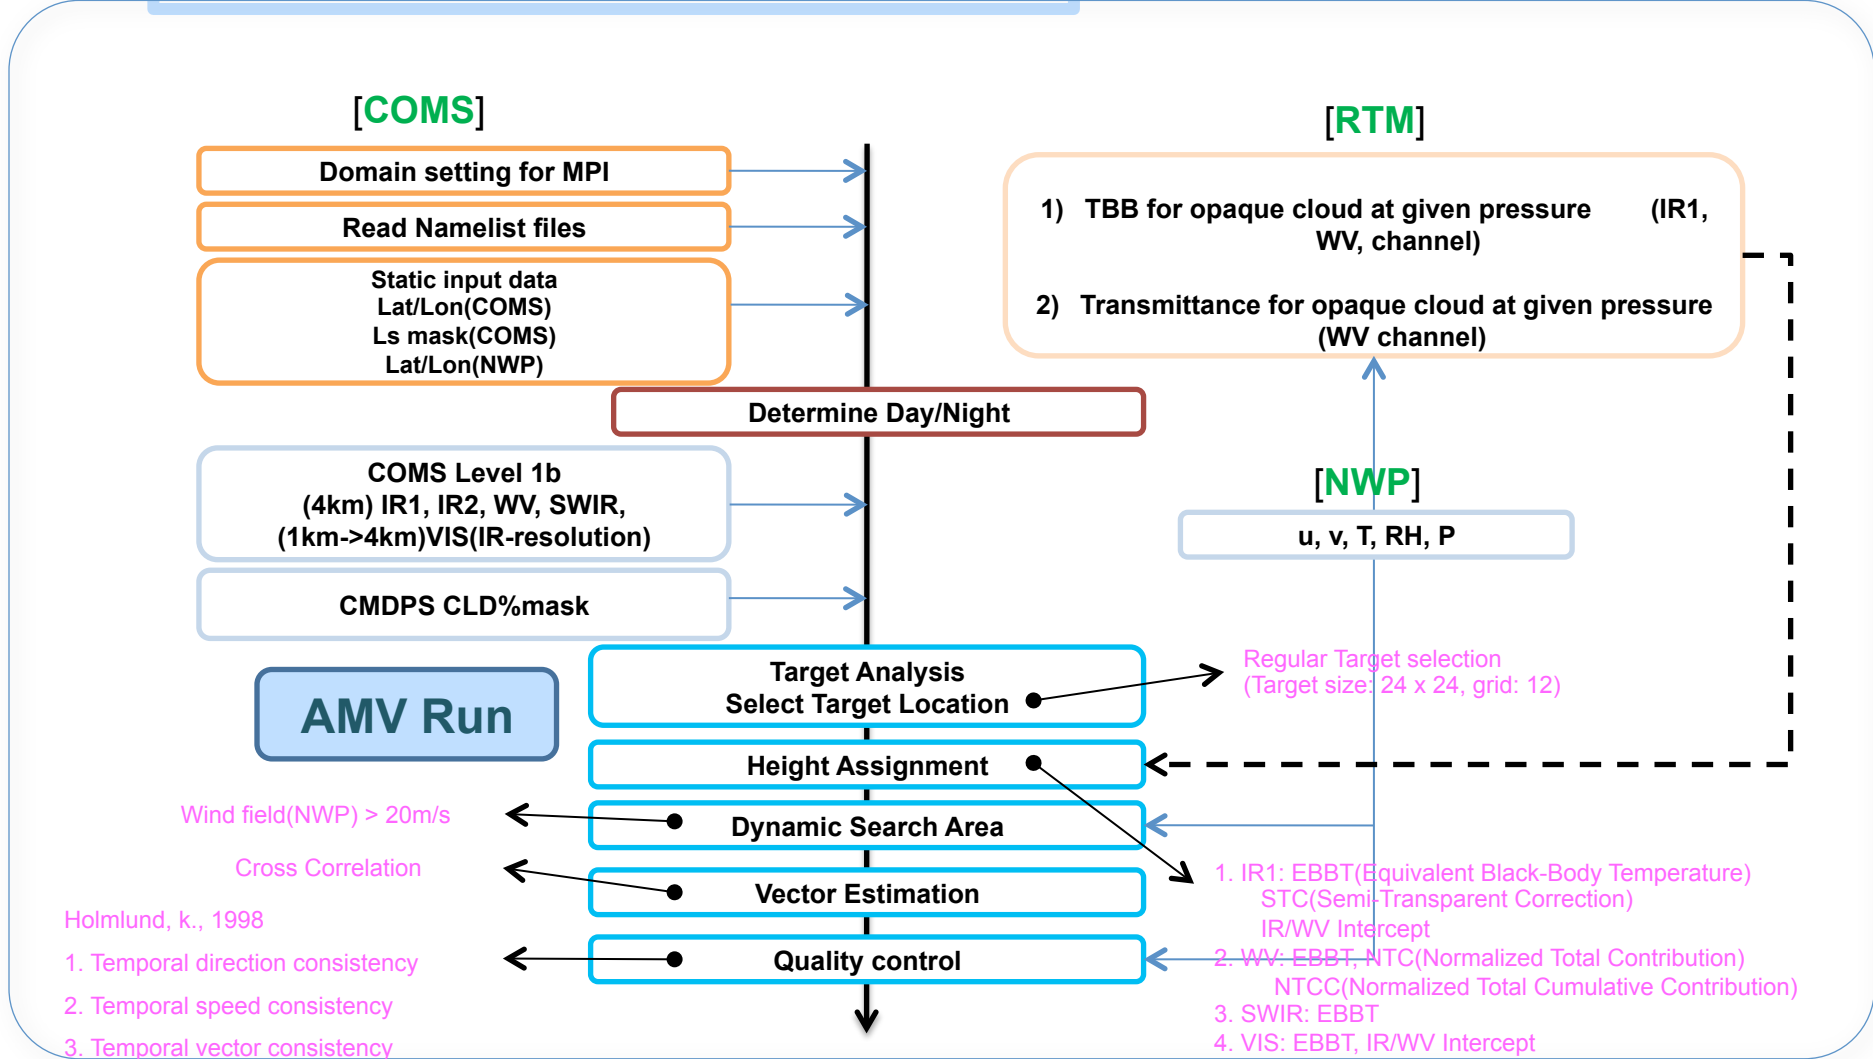 [COMS]
Domain setting for MPI
Read Namelist files
Static input data
Lat/Lon(COMS)
Ls mask(COMS)
Lat/Lon(NWP)
Determine Day/Night
COMS Level 1b
(4km) IR1, IR2, WV, SWIR,
(1km->4km)VIS(IR-resolution)
CMDPS CLD%mask
[RTM]
1) TBB for opaque cloud at given pressure (IR1,
WV, channel)
2) Transmittance for opaque cloud at given pressure
(WV channel)
[NWP]
u, v, T, RH, P
AMV Run
Target Analysis
Select Target Location
Regular Target selection
(Target size: 24 x 24, grid: 12)
Height Assignment
Dynamic Search Area
Vector Estimation
Quality control
Wind field(NWP) > 20m/s
Cross Correlation
Holmlund, k., 1998
1. Temporal direction consistency
2. Temporal speed consistency
3. Temporal vector consistency
1. IR1: EBBT(Equivalent Black-Body Temperature)
STC(Semi-Transparent Correction)
IR/WV Intercept
2. WV: EBBT, NTC(Normalized Total Contribution)
NTCC(Normalized Total Cumulative Contribution)
3. SWIR: EBBT
4. VIS: EBBT, IR/WV Intercept